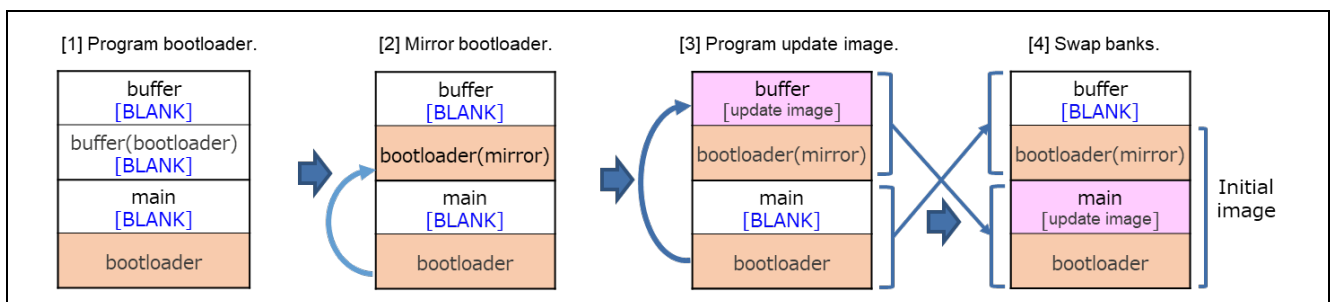 [1] Program bootloader.
buffer
[BLANK]
buffer(bootloader)
[BLANK]
main
[BLANK]
bootloader
[2] Mirror bootloader.
buffer
[BLANK]
bootloader(mirror)
main
[BLANK]
bootloader
[3] Program update image.
buffer
[update image]
bootloader(mirror)
main
[BLANK]
bootloader
[4] Swap banks.
buffer
[BLANK]
bootloader(mirror)
main
[update image]
bootloader
Initial
image